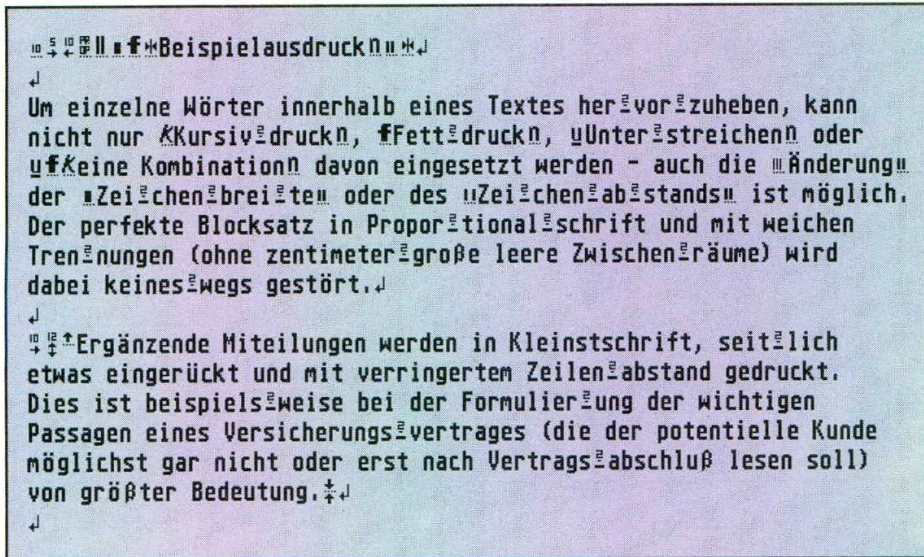 Beispielausdruck
Um einzelne Wörter innerhalb eines Textes hervorzuheben, kann
nicht nur Kursivdruck, Fettdruck, Unterstreichen oder
eine Kombination davon eingesetzt werden - auch die Änderung
der Zeichenbreite oder des Zeichenabstands ist möglich.
Der perfekte Blocksatz in Proportionalschrift und mit weichen
Trennungen (ohne zentimetergroße leere Zwischenräume) wird
dabei keineswegs gestört.
Ergänzende Miteilungen werden in Kleinstschrift, seitlich
etwas eingerückt und mit verringertem Zeilenabstand gedruckt.
Dies ist beispielsweise bei der Formulierung der wichtigen
Passagen eines Versicherungsvertrages (die der potentielle Kunde
möglichst gar nicht oder erst nach Vertragsabschluß lesen soll)
von größter Bedeutung.